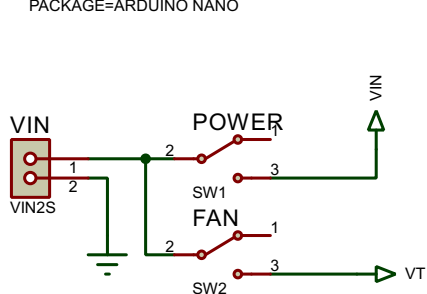 PACKAGE=ARDUINO NANO
VIN
VIN
POWER
1
2
1
3
2
SW1
VIN2S
FAN
1
2
3
VT
SW2